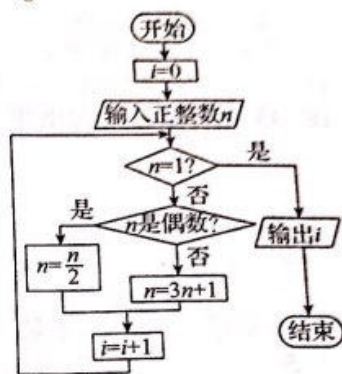 开始
i=0
输入正整数n
n=1?
是
否
n是偶数?
是
否
输出i
n=n/2
n=3n+1
i=i+1
结束